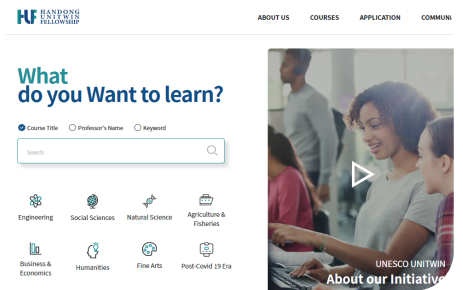 HANDONG
UNITWIN
FELLOWSHIP
ABOUT US COURSES APPLICATION
What
do you Want to learn?
Course Title Professor's Name Keyword
Search
Engineering Social Sciences Natural Science Agriculture &
Fisheries
Business &
Economics
Humanities Fine Arts Post-Covid 19 Era
UNESCO UNITWIN
About our Initiative